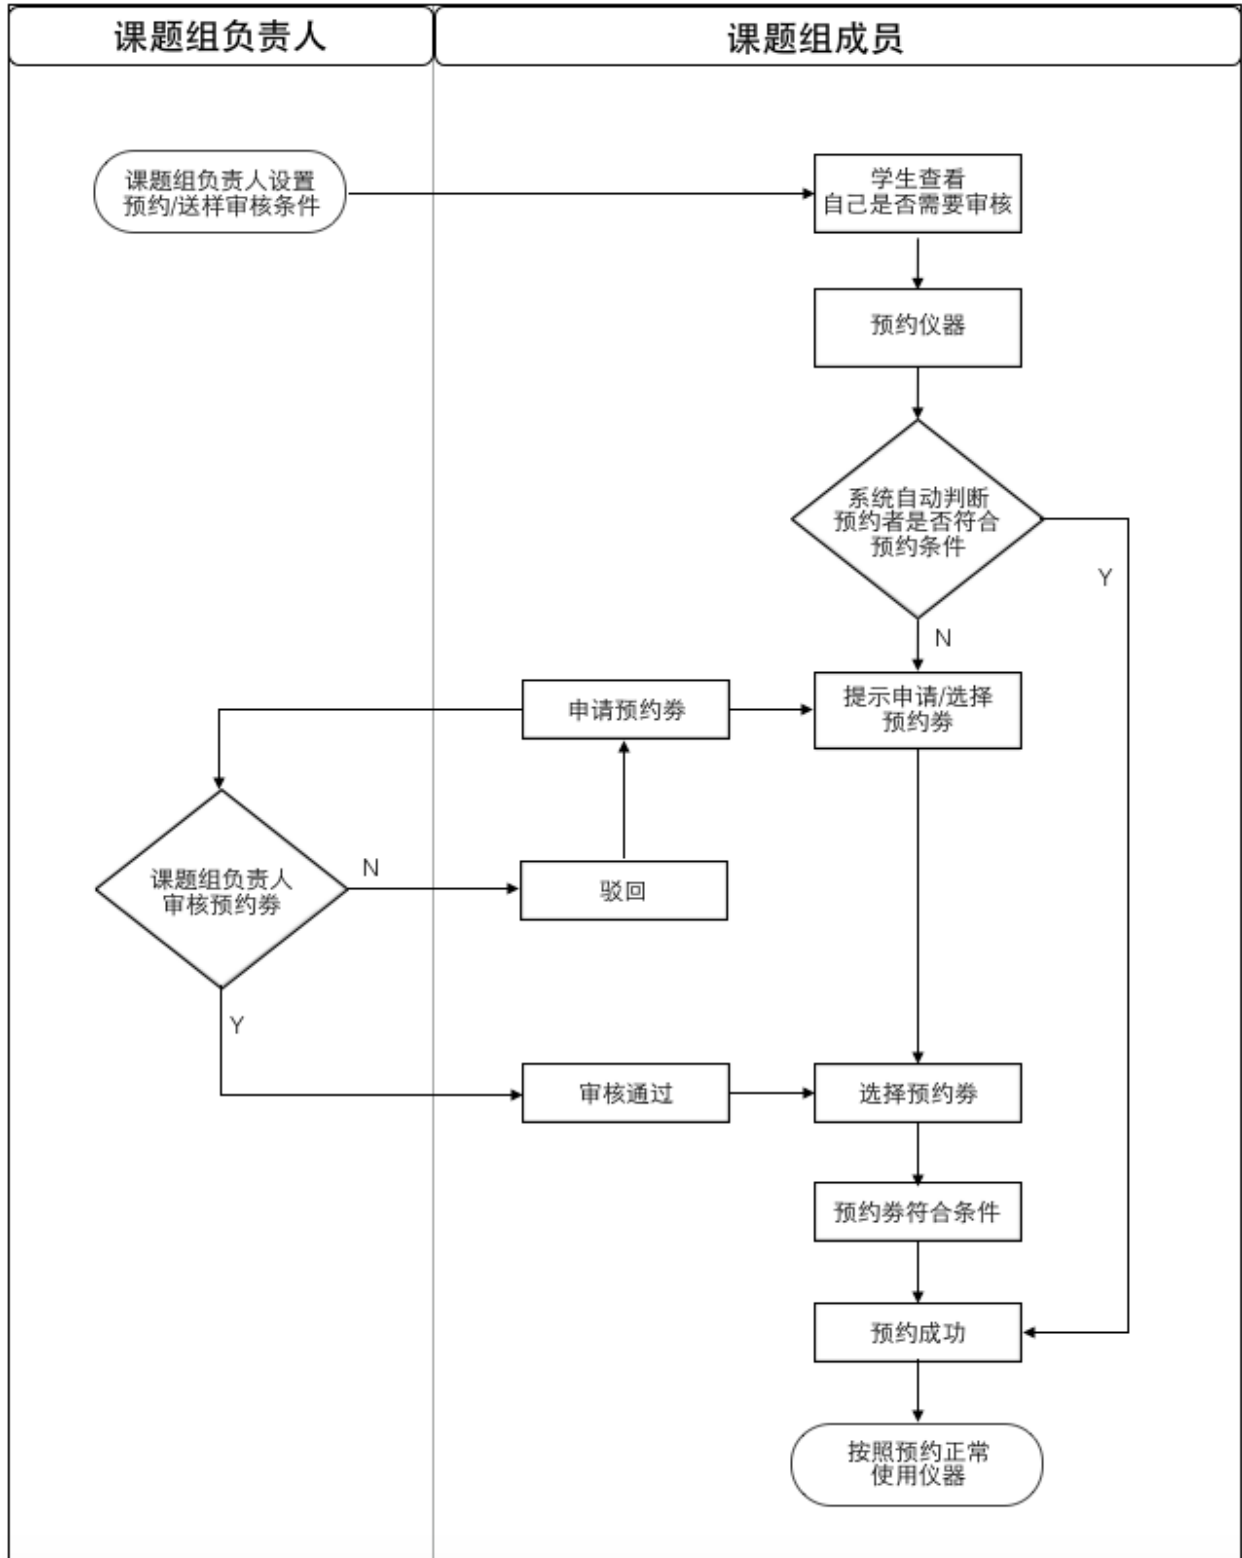 课题组负责人
课题组成员
课题组负责人设置
预约/送样审核条件
学生查看
自己是否需要审核
预约仪器
系统自动判断
预约者是否符合
预约条件
Y
N
申请预约劵
提示申请/选择
预约劵
课题组负责人
审核预约劵
N
驳回
Y
审核通过
选择预约劵
预约劵符合条件
预约成功
按照预约正常
使用仪器